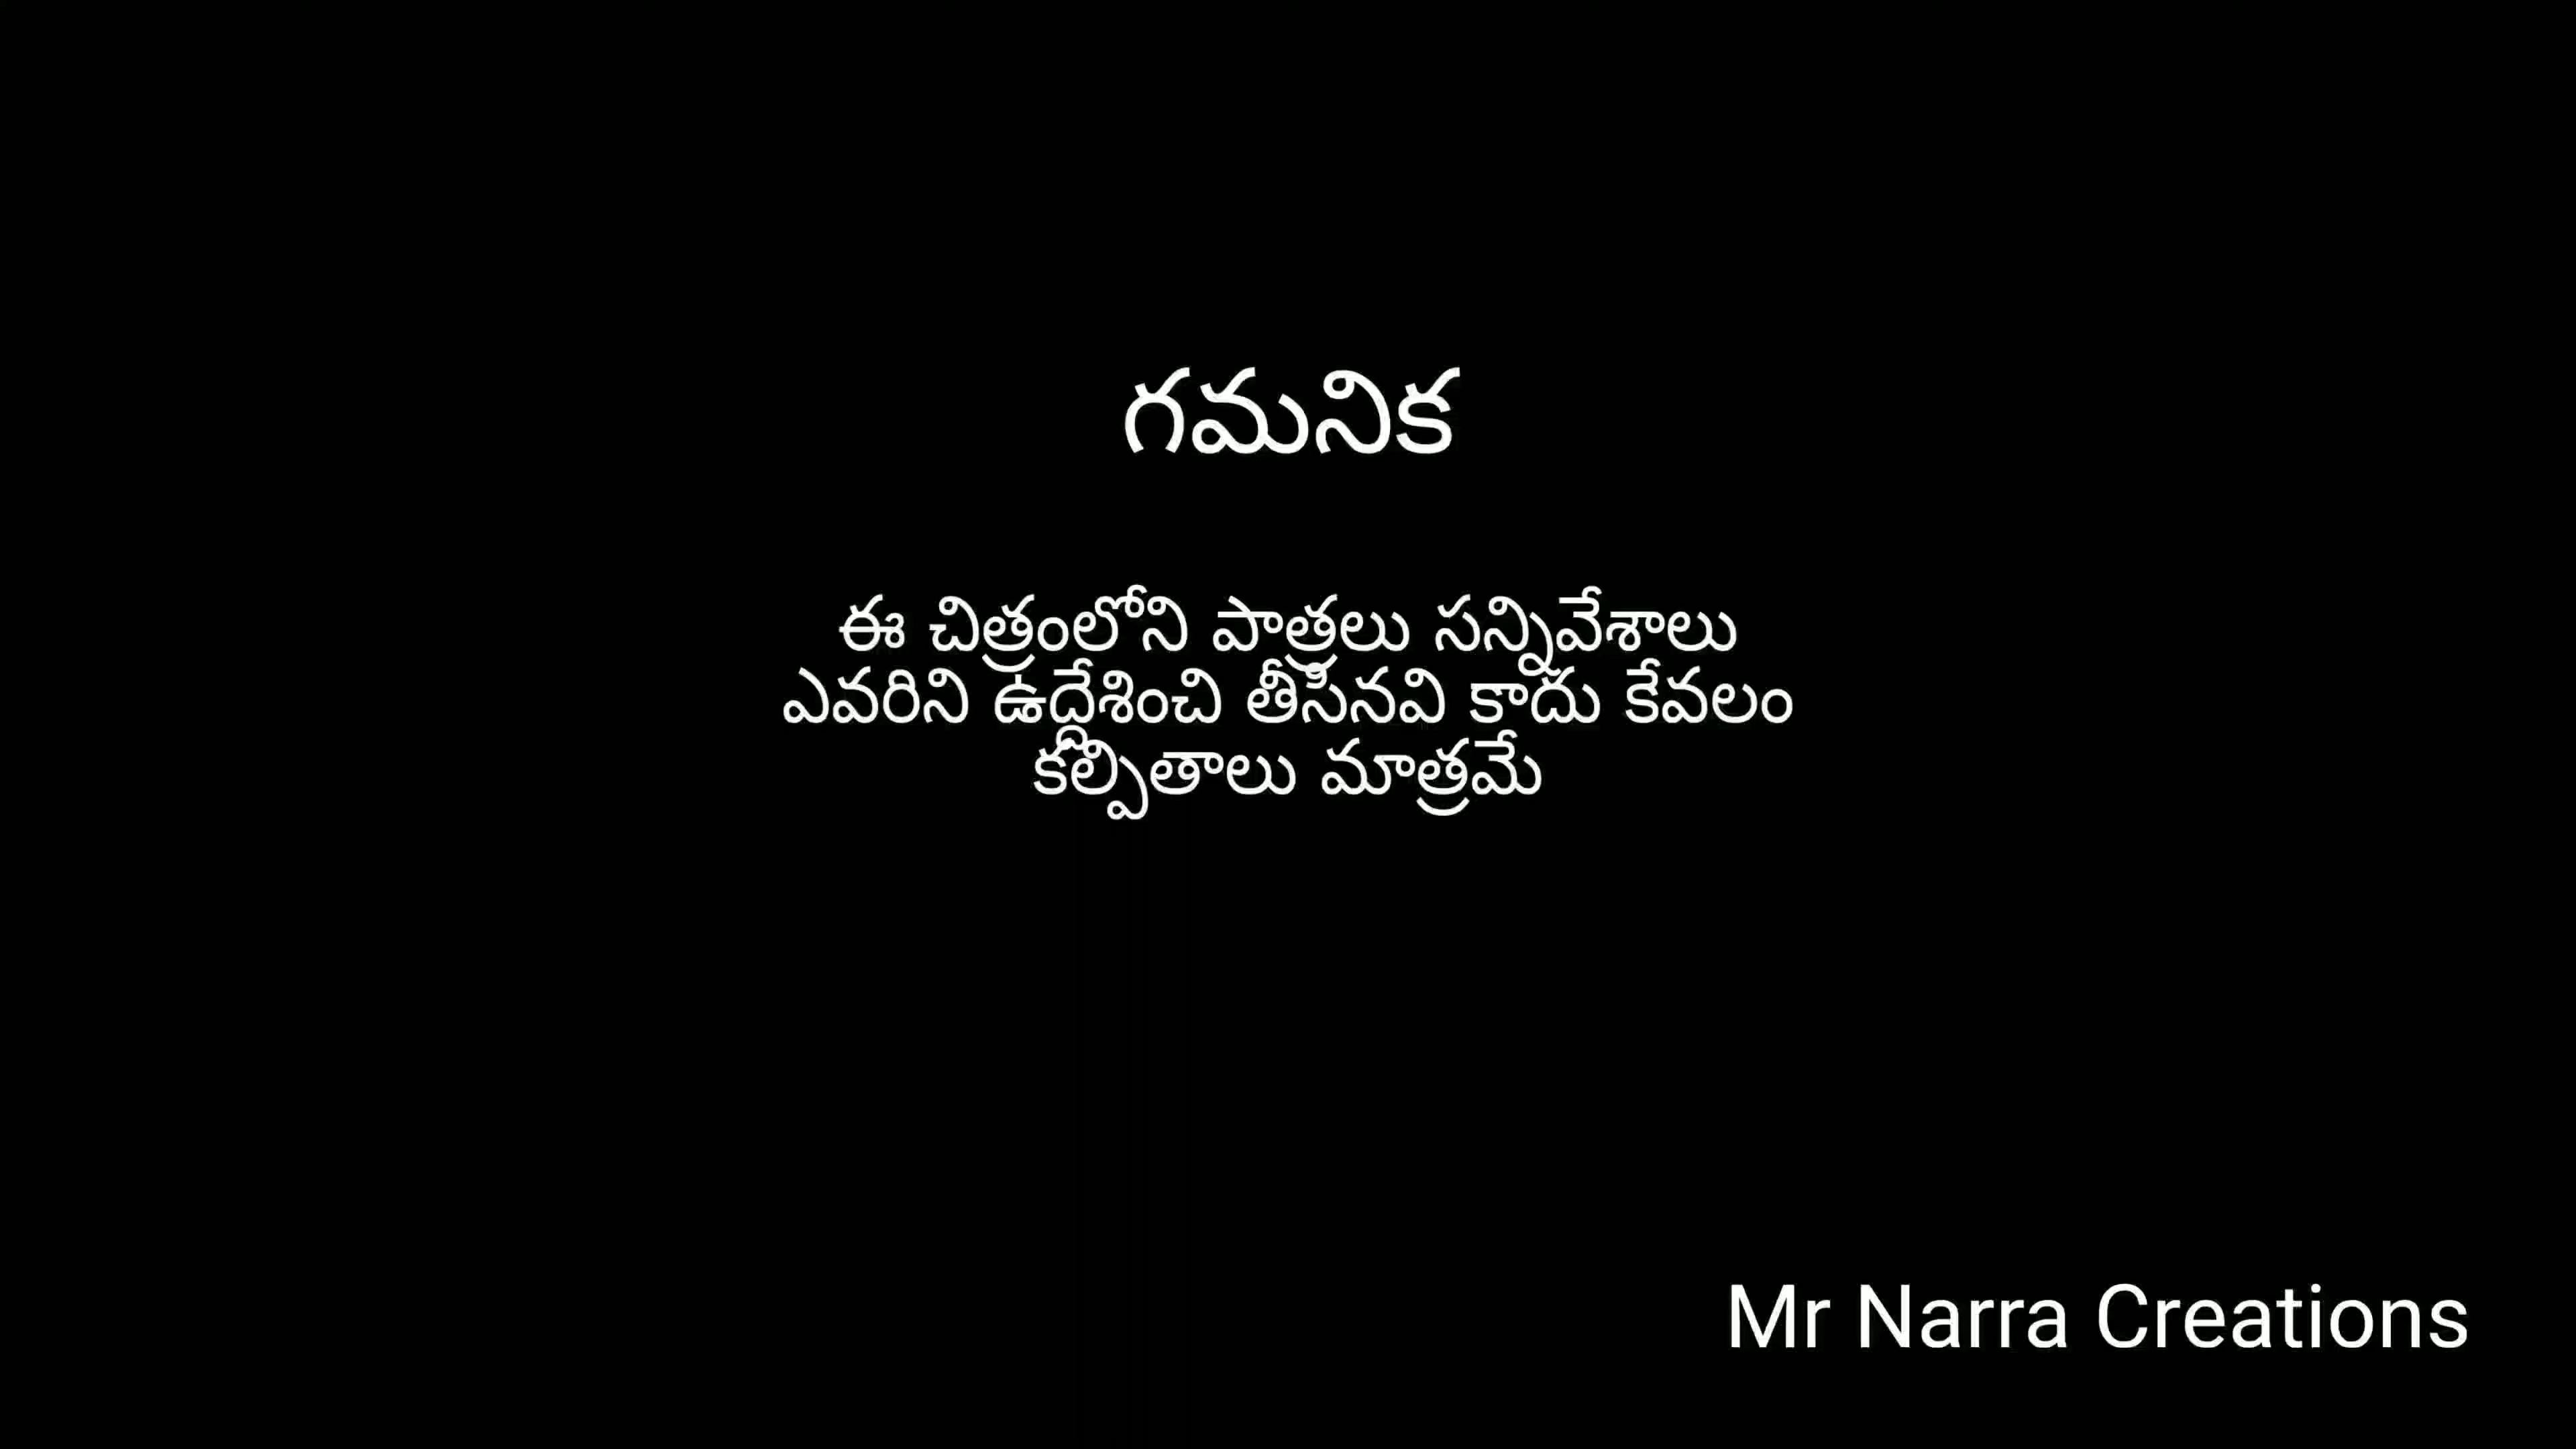 గమనిక
ఈ చిత్రంలోని పాత్రలు సన్నివేశాలు
ఎవరిని ఉద్దేశించి తీసినవి కాదు కేవలం
కల్పితాలు మాత్రమే
Mr Narra Creations